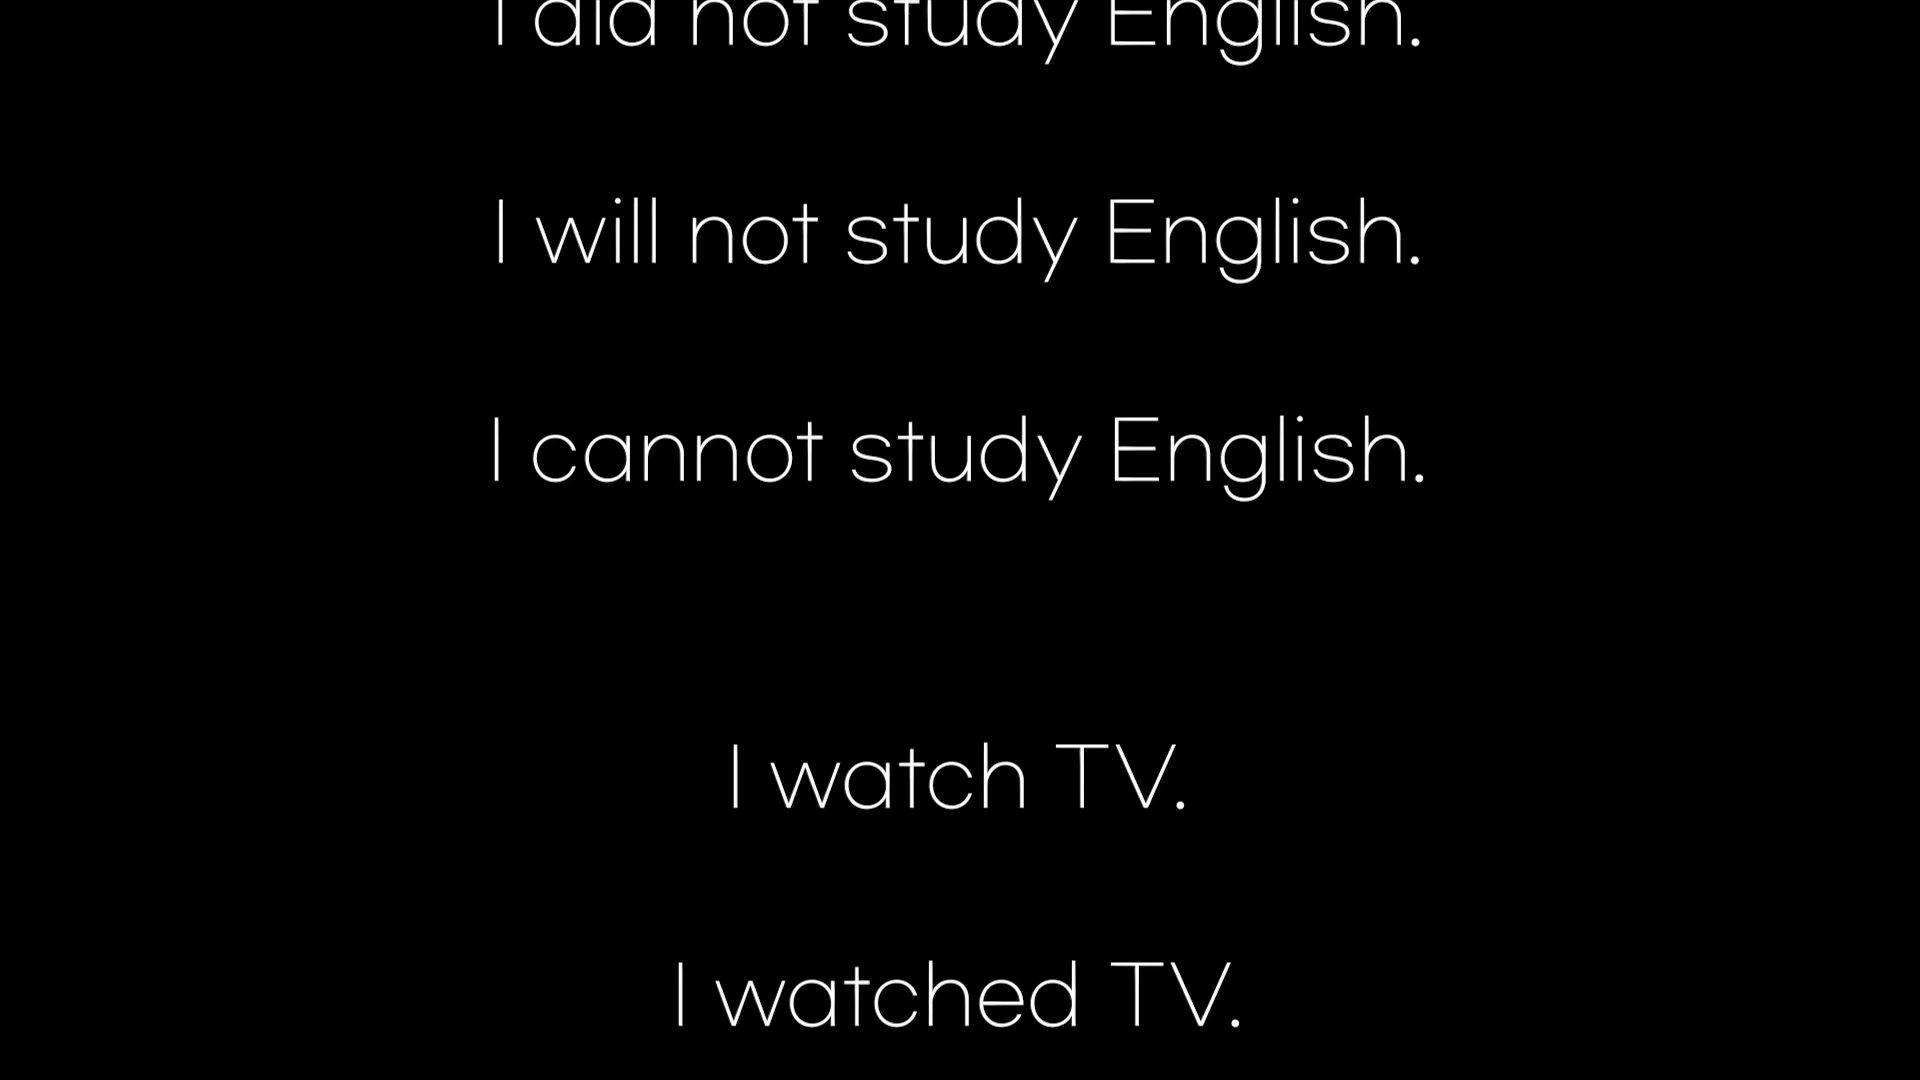 I did not study English.
I will not study English.
I cannot study English.
I watch TV.
I watched TV.